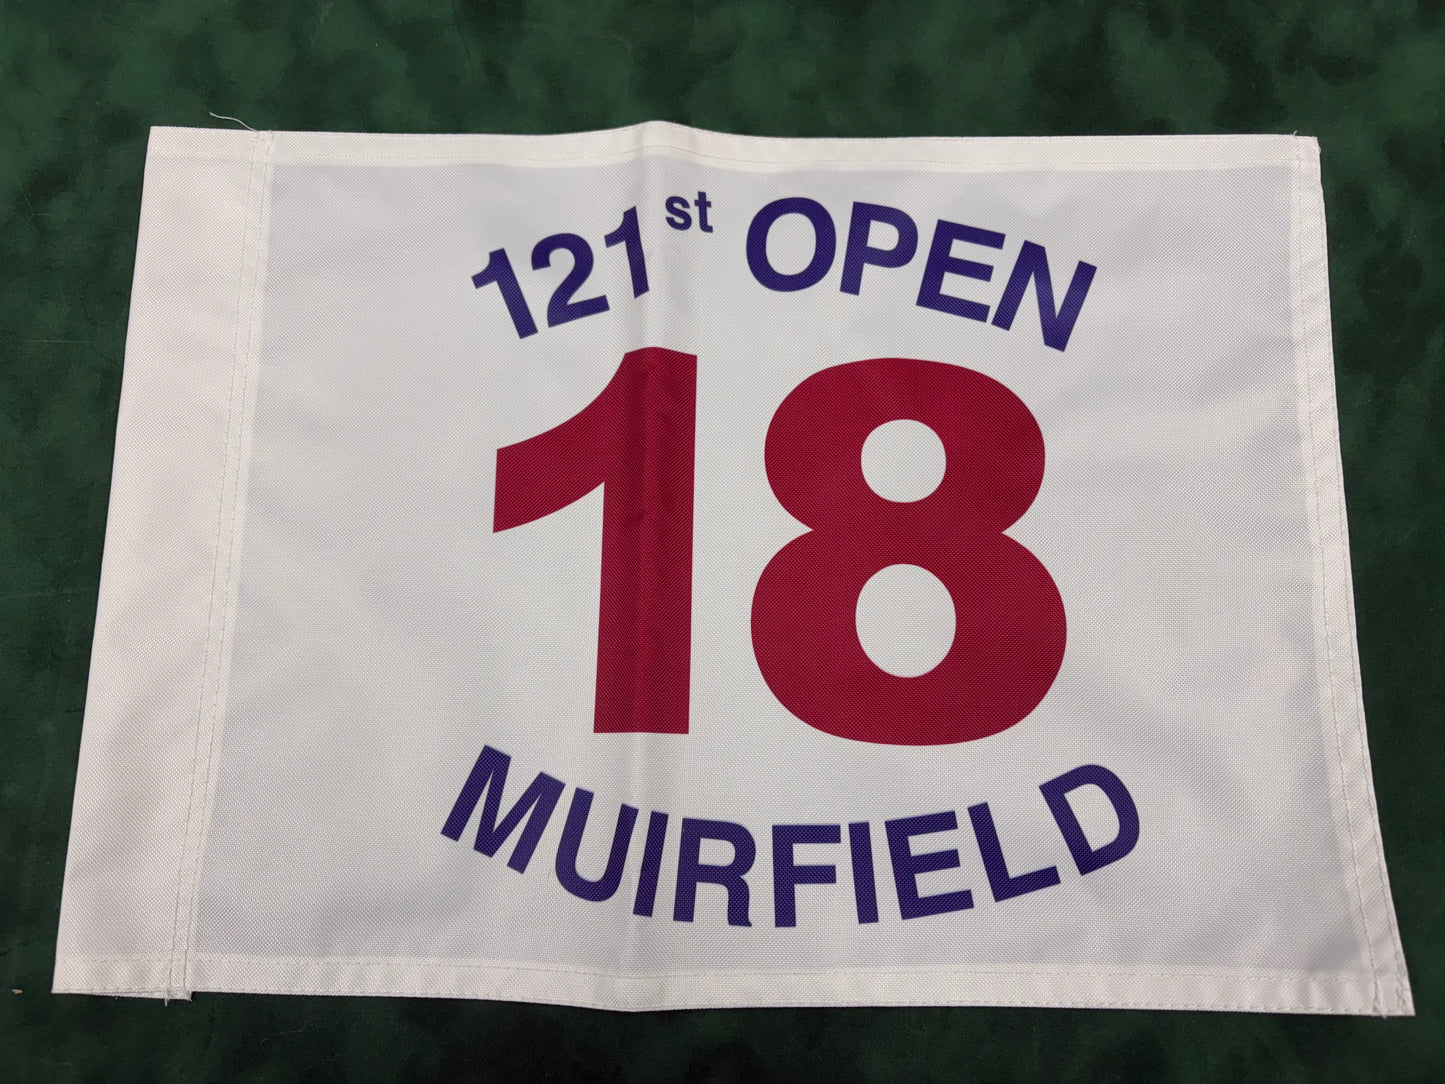 121st OPEN
18
MUIRFIELD